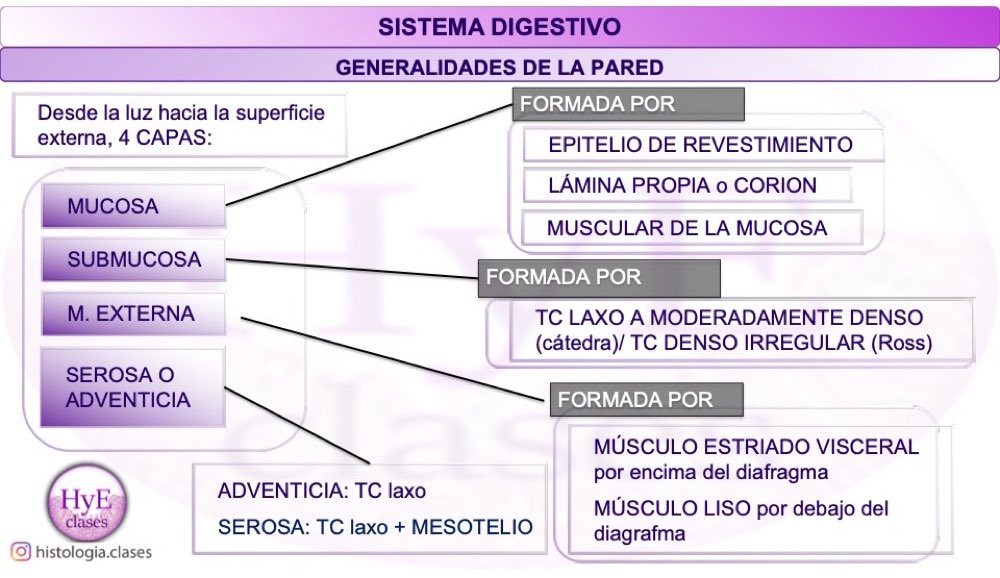 SISTEMA DIGESTIVO
GENERALIDADES DE LA PARED
Desde la luz hacia la superficie
externa, 4 CAPAS:
MUCOSA
SUBMUCOSA
M. EXTERNA
SEROSA O
ADVENTICIA
FORMADA POR
EPITELIO DE REVESTIMIENTO
LÁMINA PROPIA o CORION
MUSCULAR DE LA MUCOSA
FORMADA POR
TC LAXO A MODERADAMENTE DENSO
(cátedra)/ TC DENSO IRREGULAR (Ross)
FORMADA POR
MÚSCULO ESTRIADO VISCERAL
por encima del diafragma
MÚSCULO LISO por debajo del
diagrafma
ADVENTICIA: TC laxo
SEROSA: TC laxo + MESOTELIO
HyE
clases
histologia.clases
HyE
clases